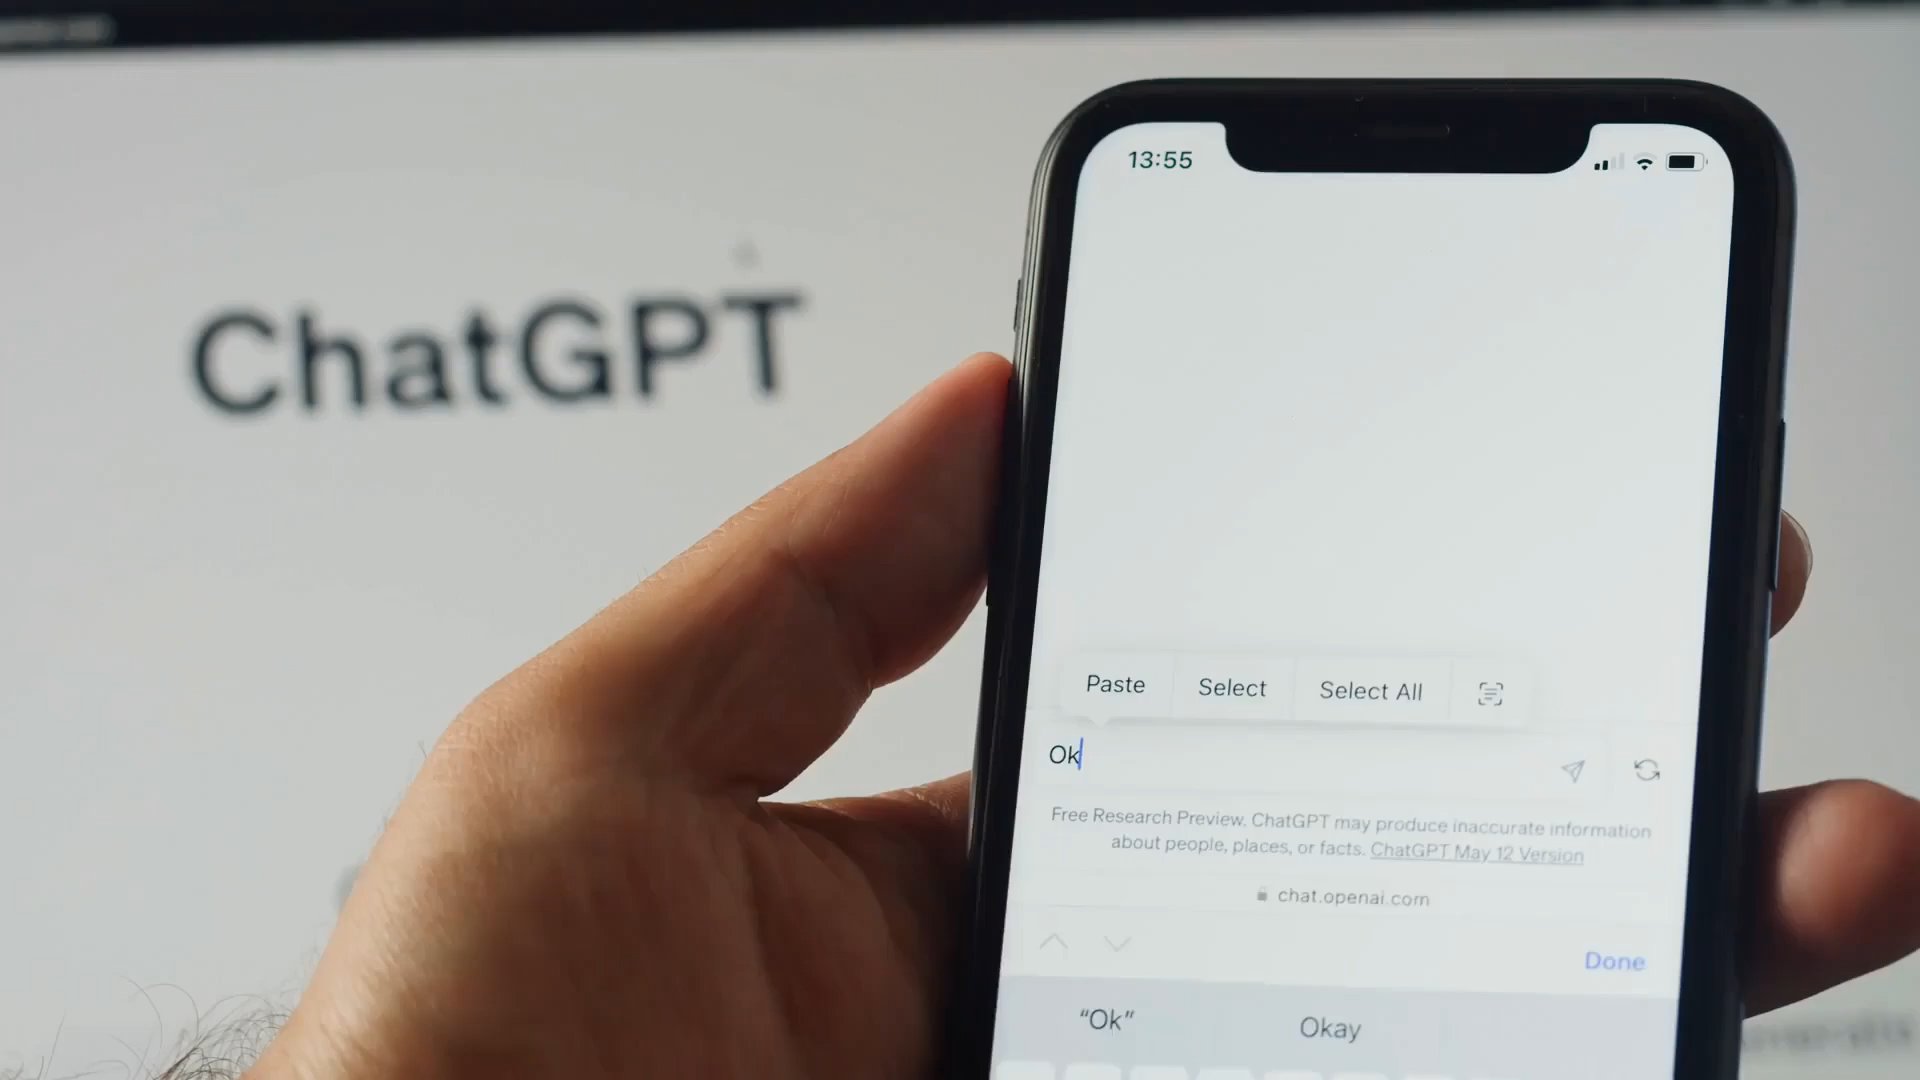 ChatGPT
13:55
Paste Select Select All
Ok
Free Research Preview. ChatGPT may produce inaccurate information
about people, places, or facts. ChatGPT May 12 Version
chat.openai.com
Done
“Ok” Okay